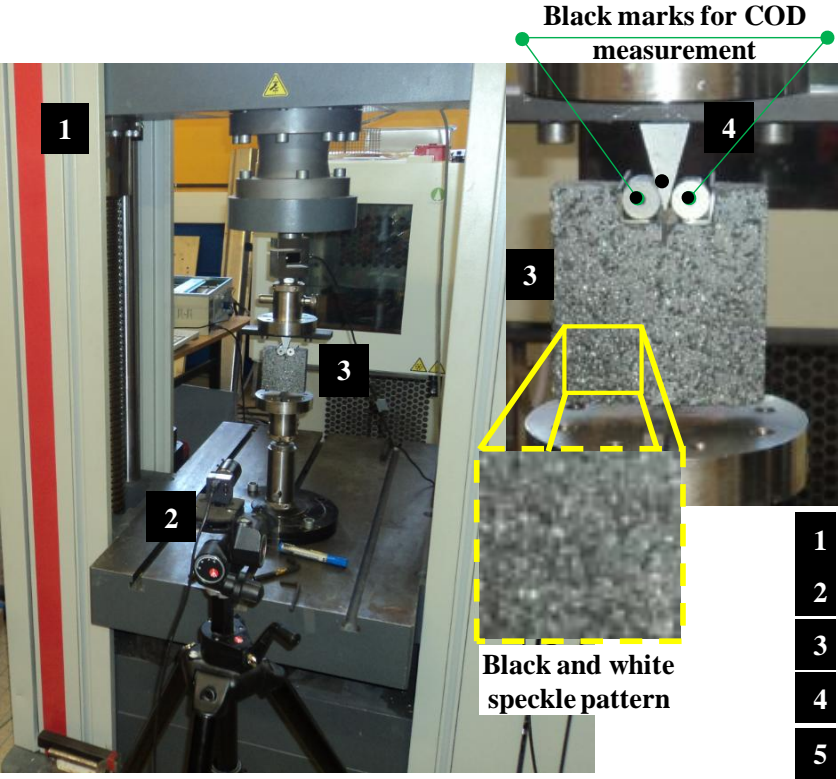 Black marks for COD
measurement
1
4
3
3
2
1
2
3
4
5
Black and white
speckle pattern